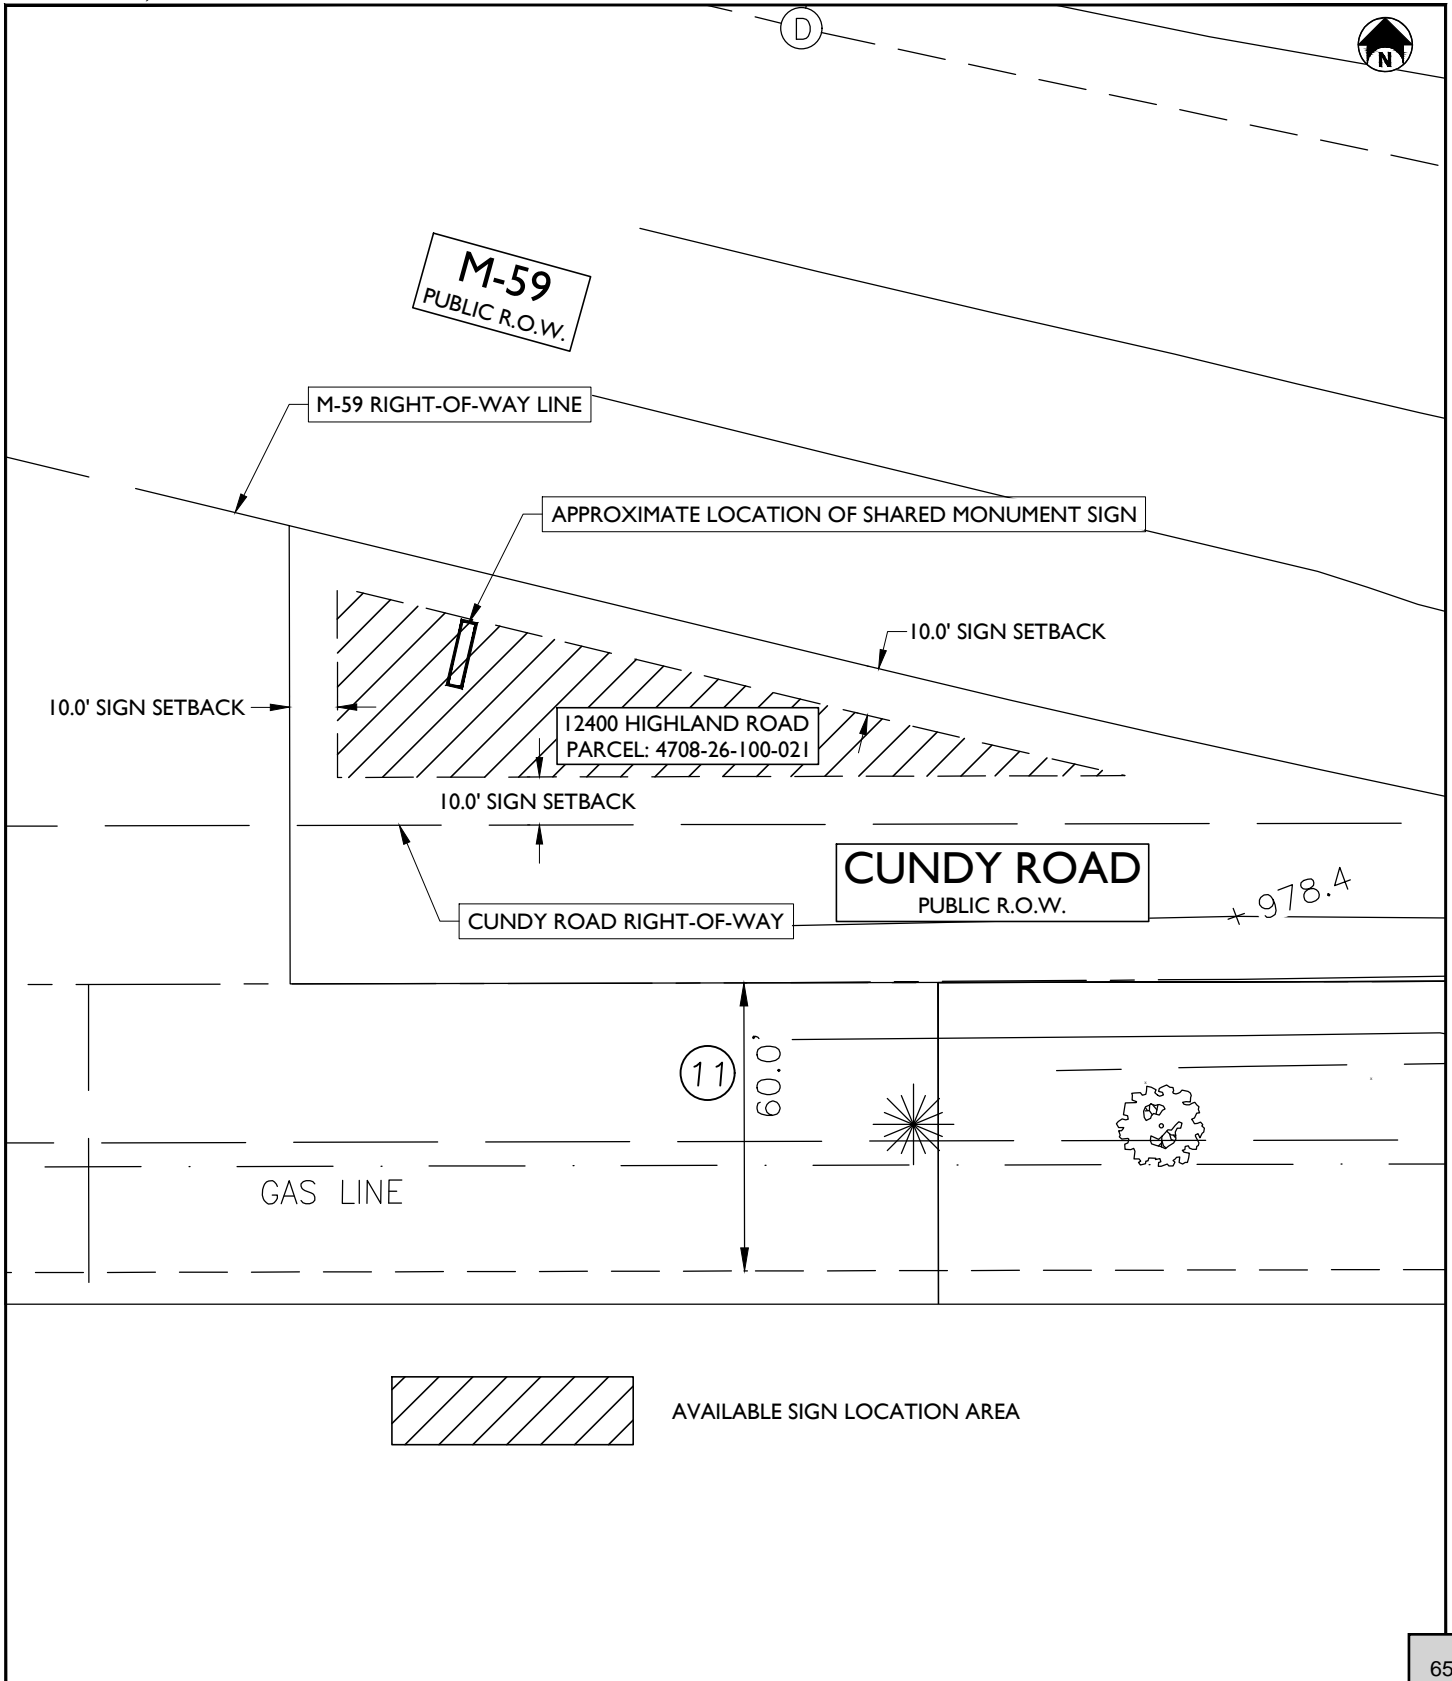 D
N
M-59
PUBLIC R.O.W.
M-59 RIGHT-OF-WAY LINE
APPROXIMATE LOCATION OF SHARED MONUMENT SIGN
10.0' SIGN SETBACK
10.0' SIGN SETBACK
12400 HIGHLAND ROAD
PARCEL: 4708-26-100-021
10.0' SIGN SETBACK
CUNDY ROAD
PUBLIC R.O.W.
+ 978.4
CUNDY ROAD RIGHT-OF-WAY
11
60.0'
GAS LINE
AVAILABLE SIGN LOCATION AREA
65